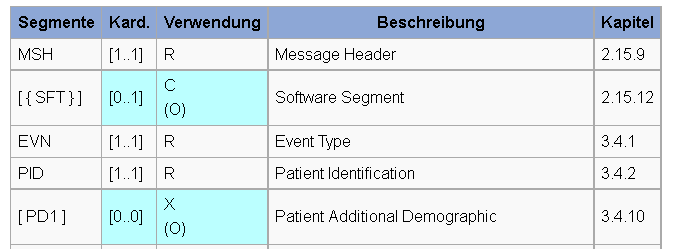 Segmente Kard. Verwendung Beschreibung Kapitel
MSH [1..1] R Message Header 2.15.9
[ { SFT } ] [0..1] C (O) Software Segment 2.15.12
EVN [1..1] R Event Type 3.4.1
PID [1..1] R Patient Identification 3.4.2
[ PD1 ] [0..0] X (O) Patient Additional Demographic 3.4.10